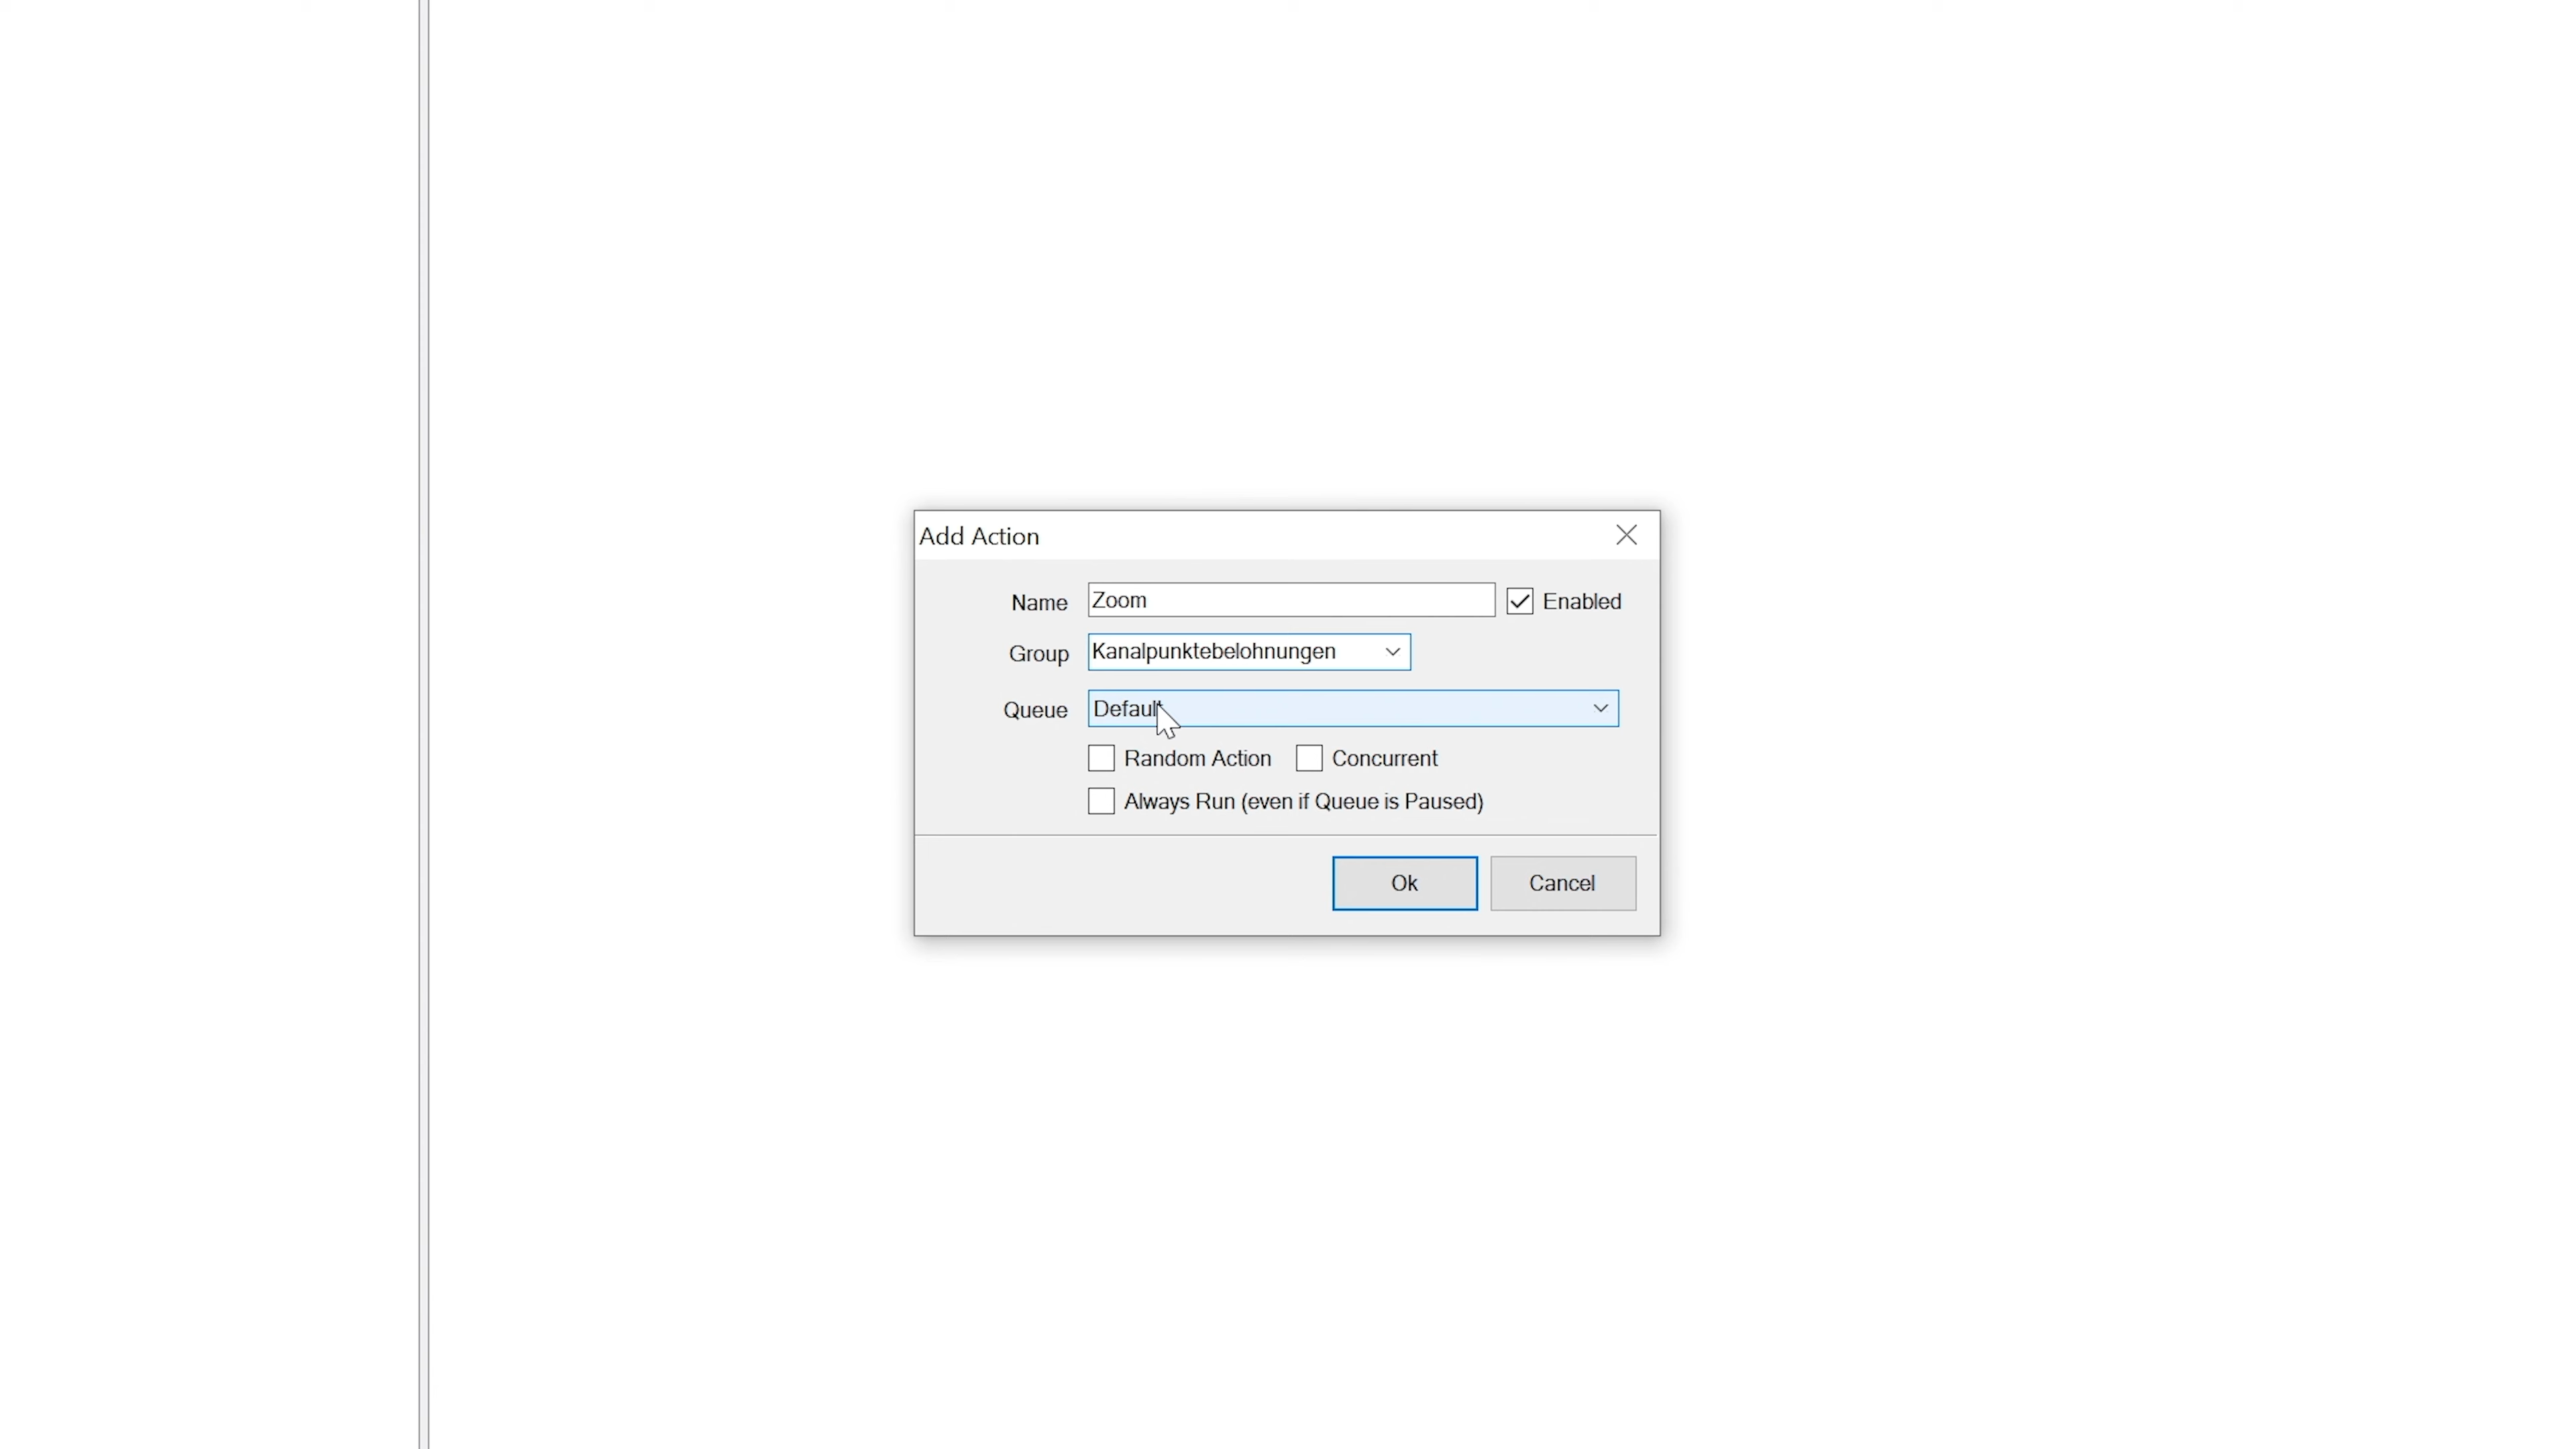 Add Action
Name Zoom Enabled
Group Kanalpunktebelohnungen
Queue Default
Random Action Concurrent
Always Run (even if Queue is Paused)
Ok Cancel